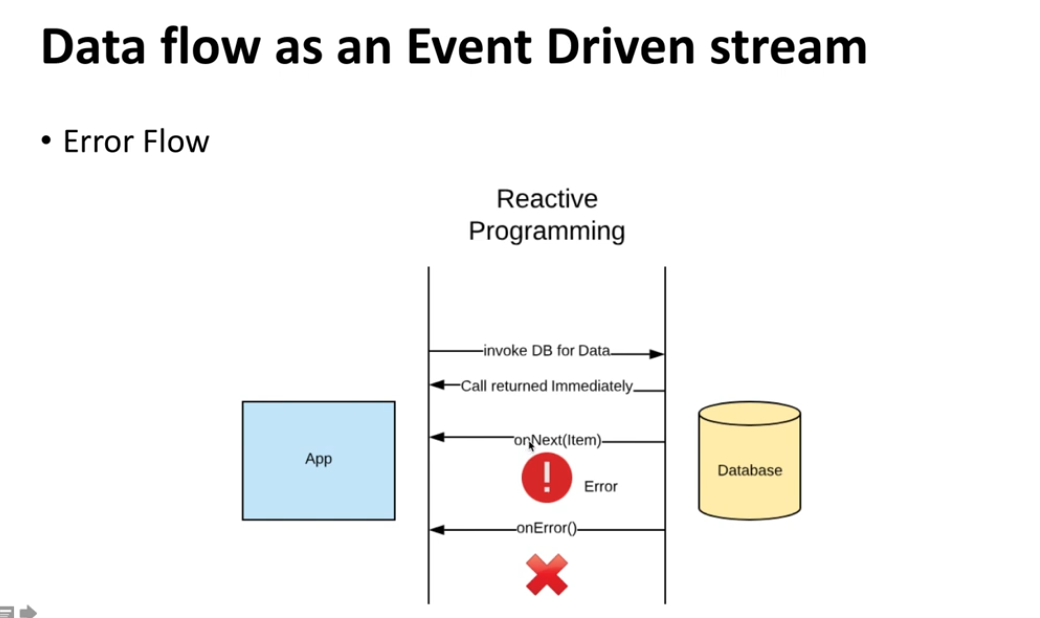 Data flow as an Event Driven stream
• Error Flow
Reactive
Programming
invoke DB for Data
Call returned Immediately
onNext(Item)
App
Database
!
Error
onError()